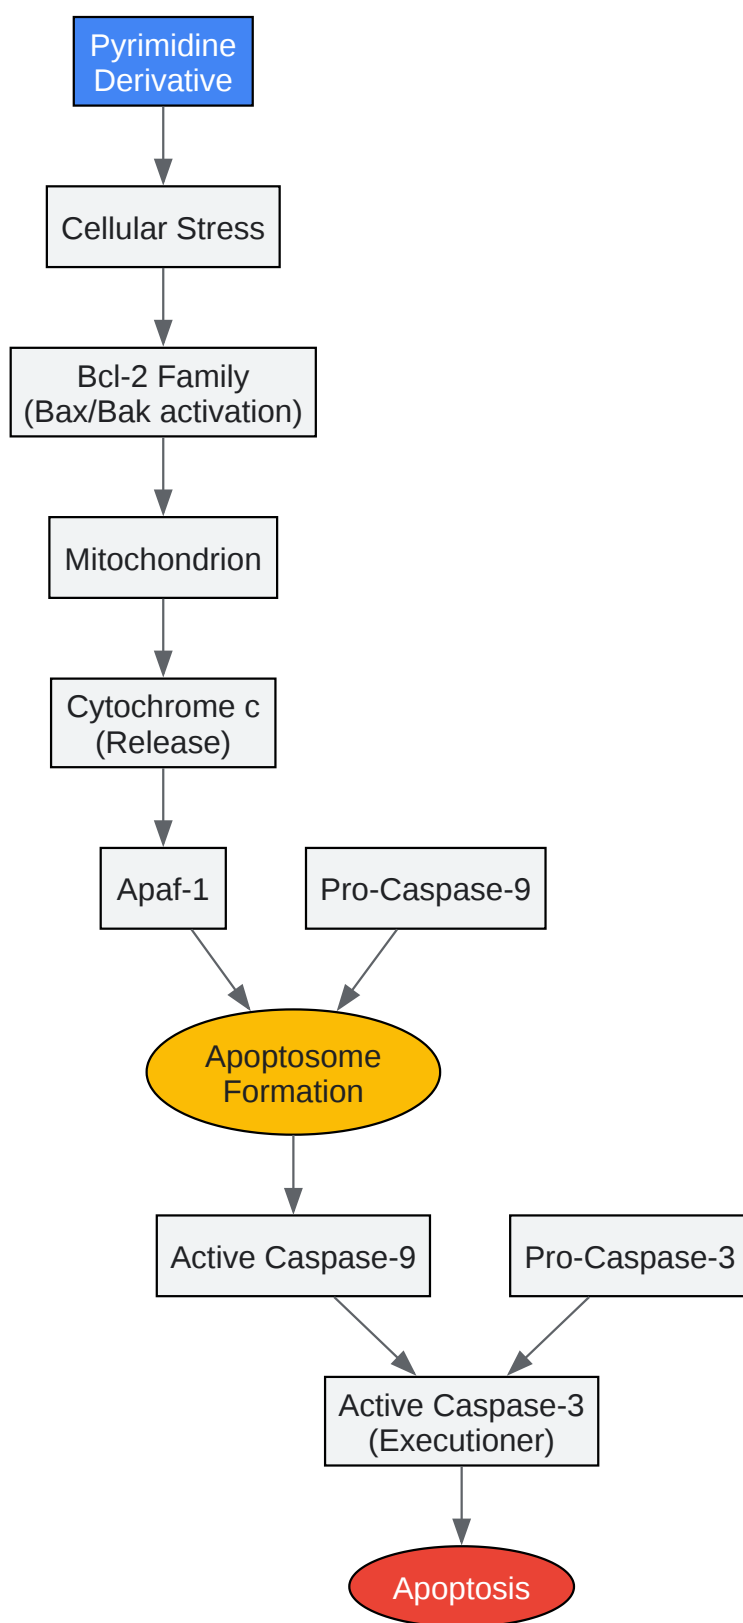 Pyrimidine
Derivative
Cellular Stress
Bcl-2 Family
(Bax/Bak activation)
Mitochondrion
Cytochrome c
(Release)
Apaf-1
Pro-Caspase-9
Apoptosome
Formation
Active Caspase-9
Pro-Caspase-3
Active Caspase-3
(Executioner)
Apoptosis